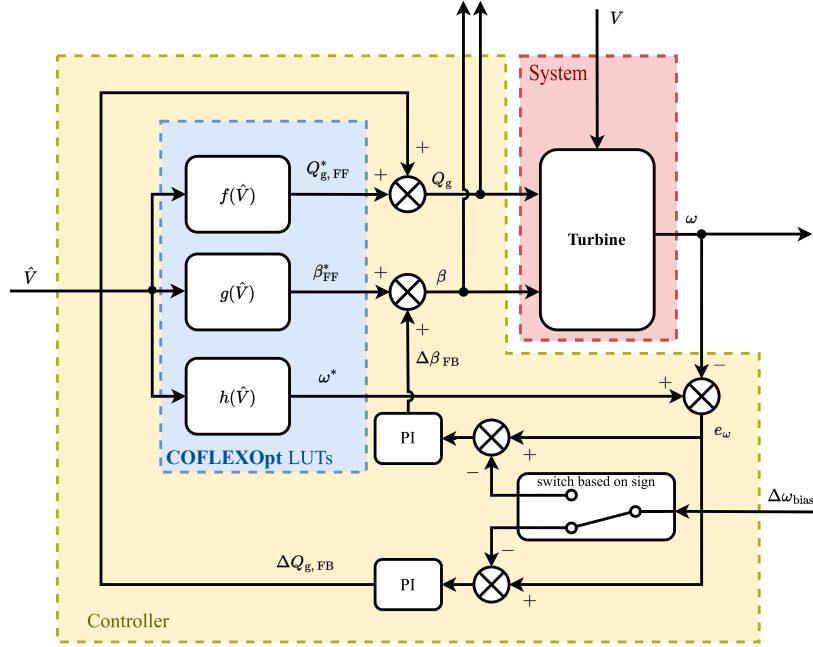 V
System
+
Q*g, FF
+
Qg
f(V̂)
ω
Turbine
V̂
β*FF
+
β
g(V̂)
+
Δβ FB
−
ω*
+
h(V̂)
eω
PI
+
COFLEXOpt LUTs
−
switch based on sign
Δωbias
−
ΔQg, FB
PI
+
Controller